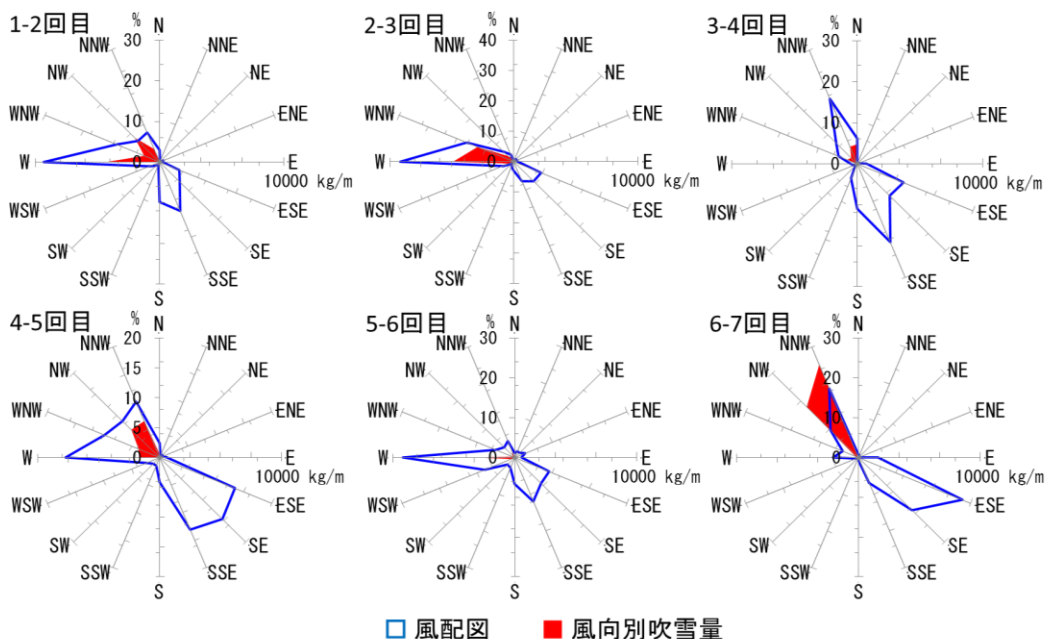 1-2回目
%
N
30
20
10
0
NNE
NE
ENE
E
10000 kg/m
ESE
SE
SSE
S
SSW
SW
WSW
W
WNW
NW
NNW
2-3回目
%
N
40
30
20
10
0
NNE
NE
ENE
E
10000 kg/m
ESE
SE
SSE
S
SSW
SW
WSW
W
WNW
NW
NNW
3-4回目
%
N
30
20
10
0
NNE
NE
ENE
E
10000 kg/m
ESE
SE
SSE
S
SSW
SW
WSW
W
WNW
NW
NNW
4-5回目
%
N
20
15
10
5
0
NNE
NE
ENE
E
10000 kg/m
ESE
SE
SSE
S
SSW
SW
WSW
W
WNW
NW
NNW
5-6回目
%
N
30
20
10
0
NNE
NE
ENE
E
10000 kg/m
ESE
SE
SSE
S
SSW
SW
WSW
W
WNW
NW
NNW
6-7回目
%
N
30
20
10
0
NNE
NE
ENE
E
10000 kg/m
ESE
SE
SSE
S
SSW
SW
WSW
W
WNW
NW
NNW
風配図
風向別吹雪量